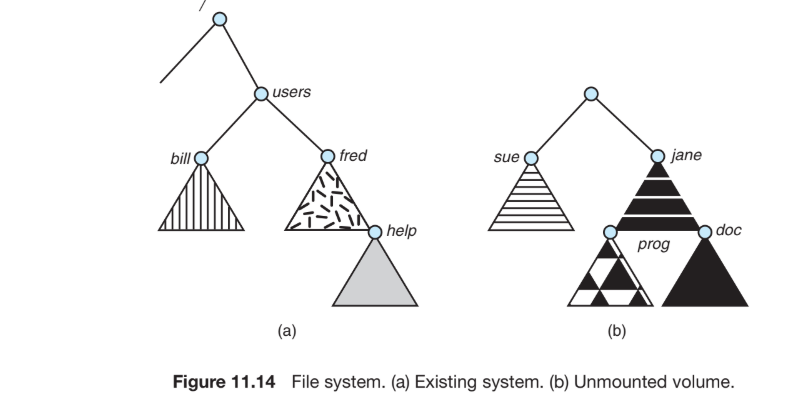 /
users
bill
fred
sue
jane
help
prog
doc
(a)
(b)
Figure 11.14 File system. (a) Existing system. (b) Unmounted volume.